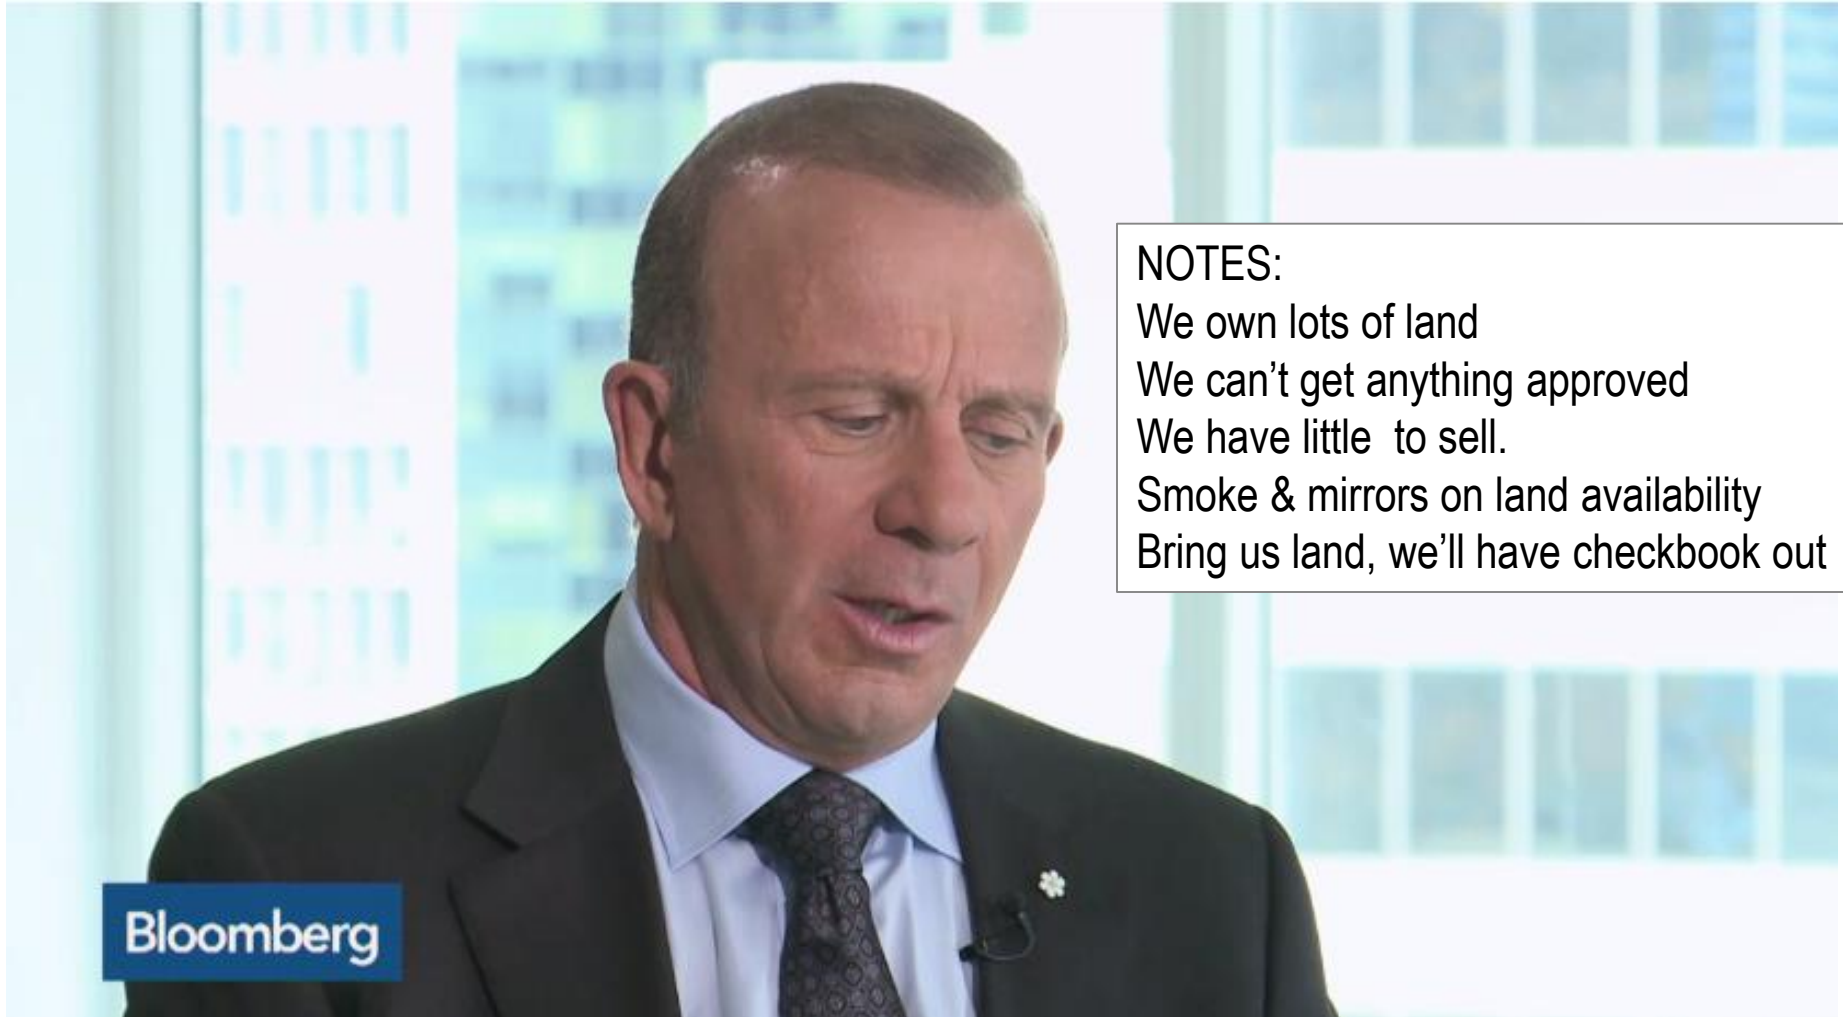 NOTES:
We own lots of land
We can’t get anything approved
We have little  to sell.
Smoke & mirrors on land availability
Bring us land, we’ll have checkbook out
Bloomberg